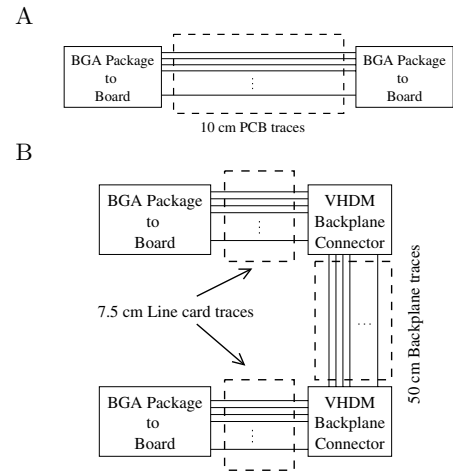 A
BGA Package
to
Board
BGA Package
to
Board
10 cm PCB traces
B
BGA Package
to
Board
VHDM
Backplane
Connector
7.5 cm Line card traces
50 cm Backplane traces
BGA Package
to
Board
VHDM
Backplane
Connector